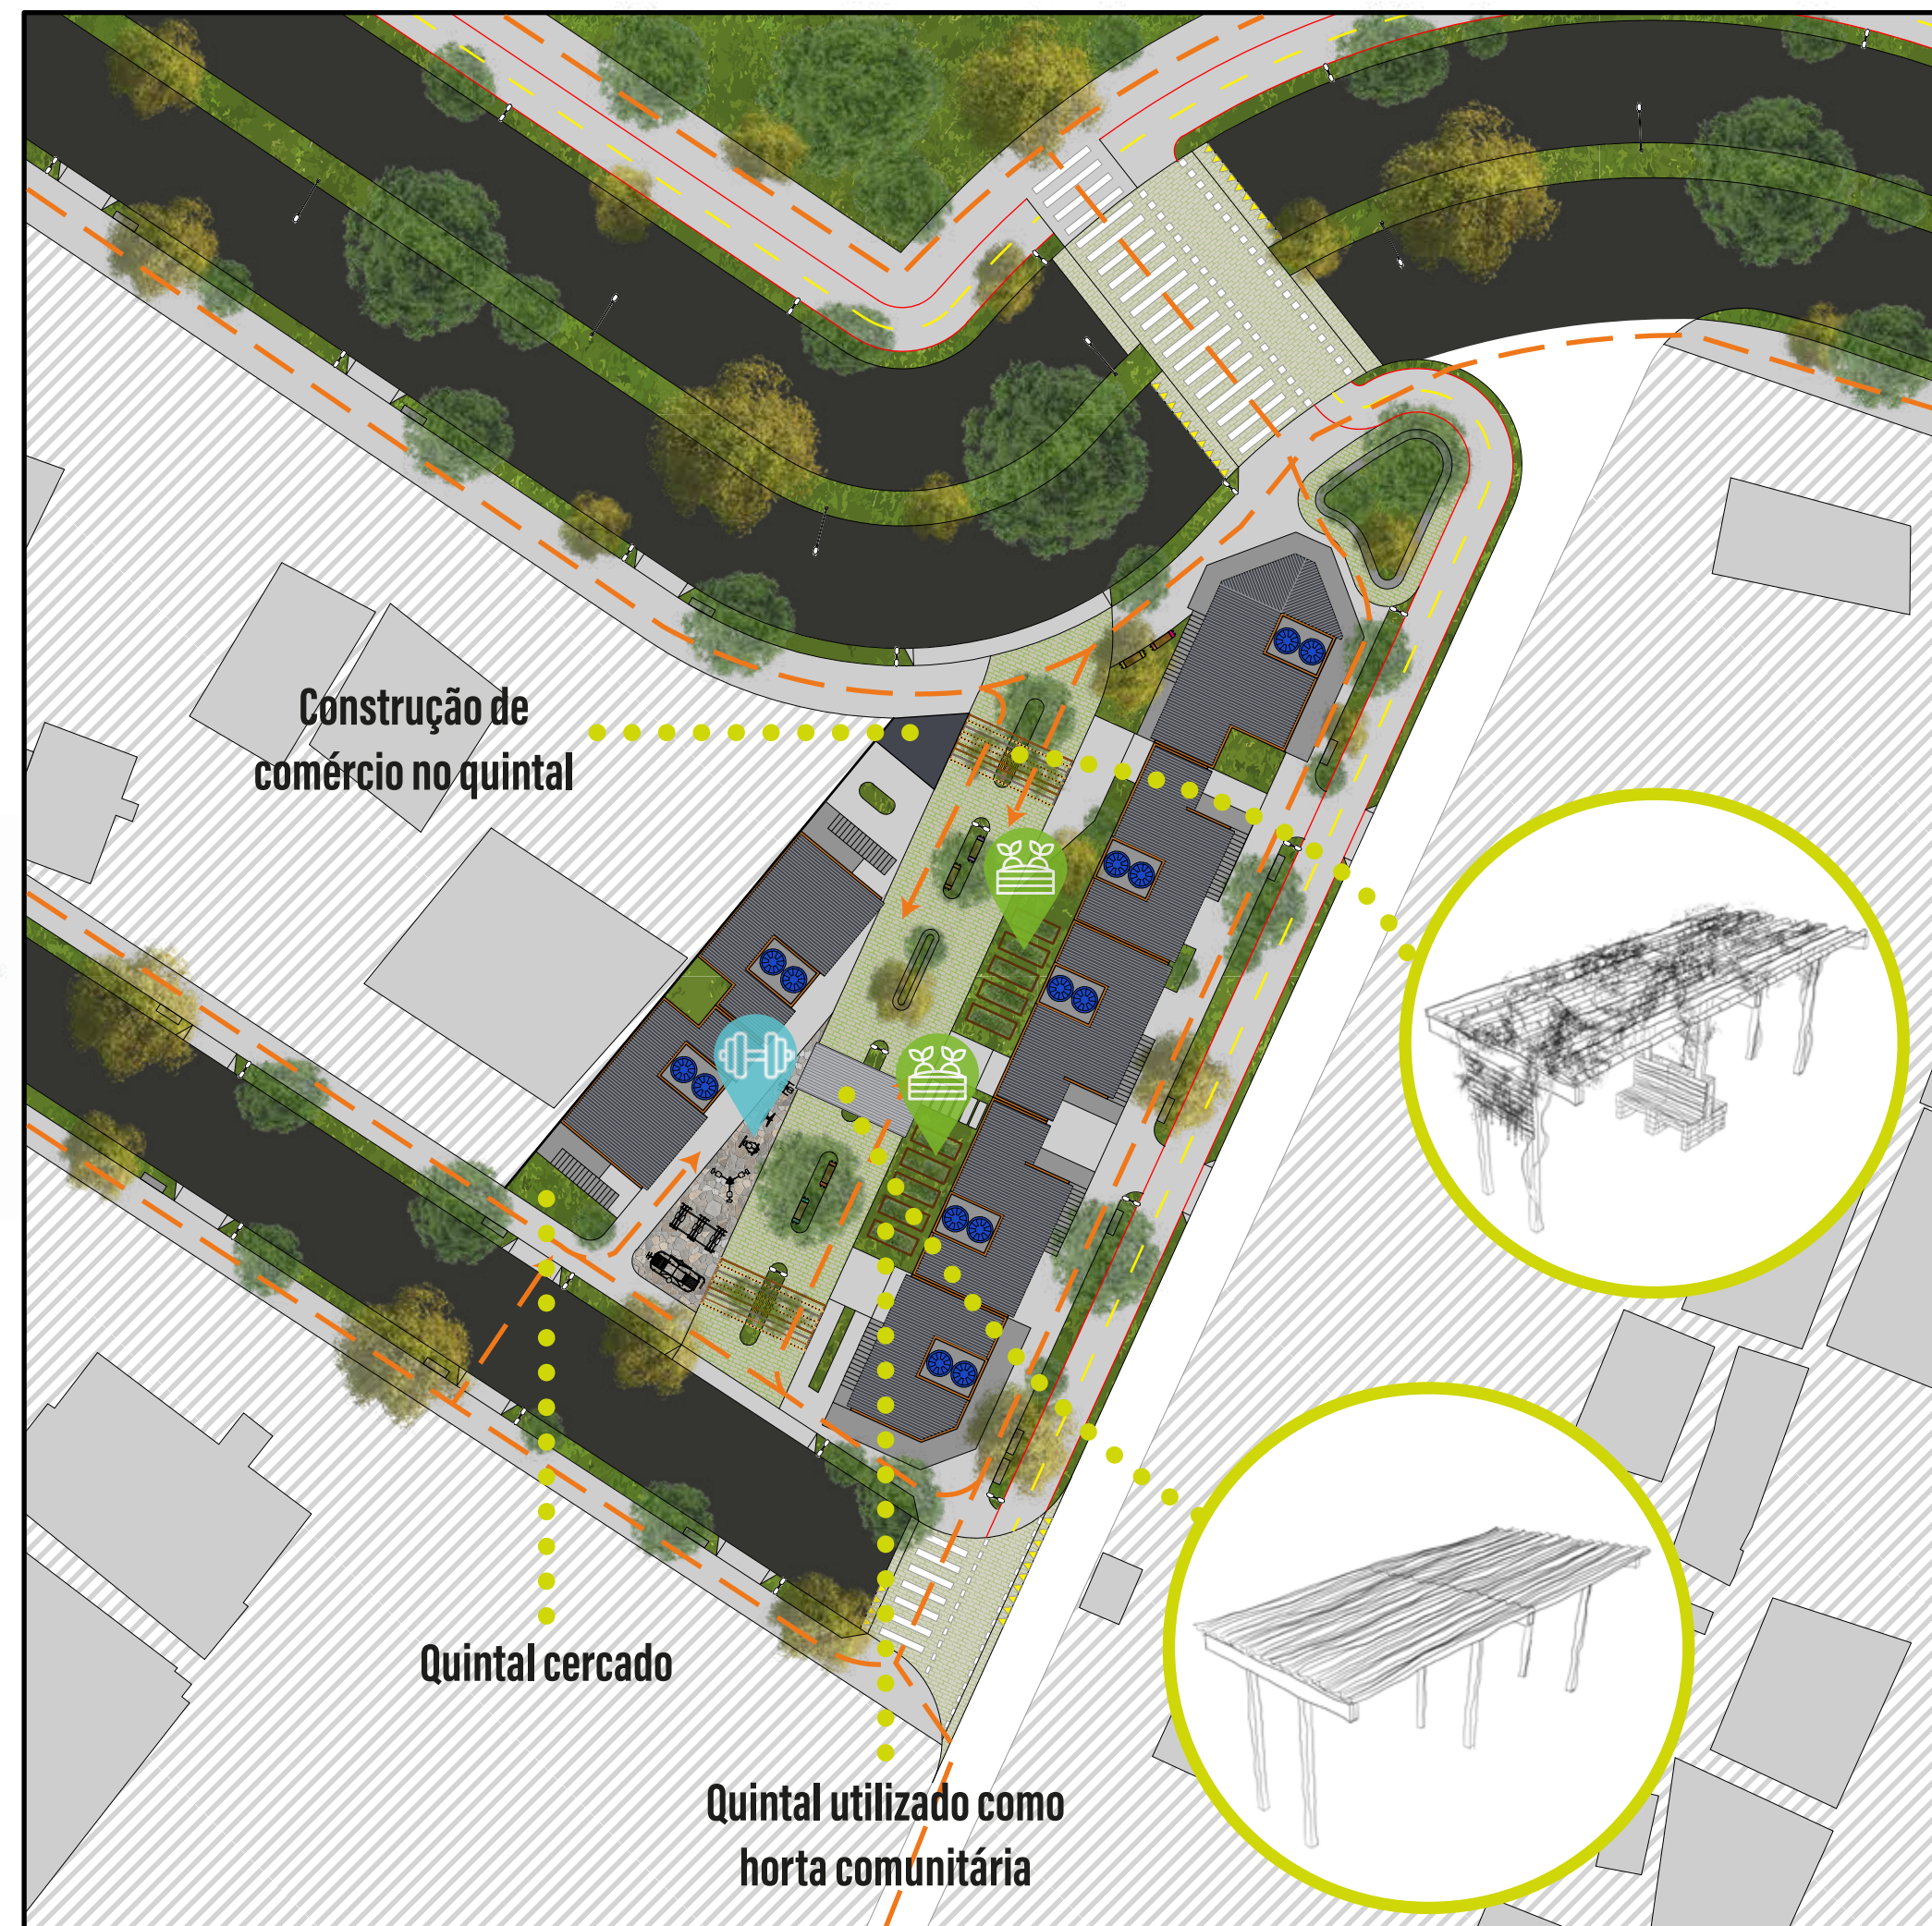 Construção de
comércio no quintal
Quintal cercado
Quintal utilizado como
horta comunitária